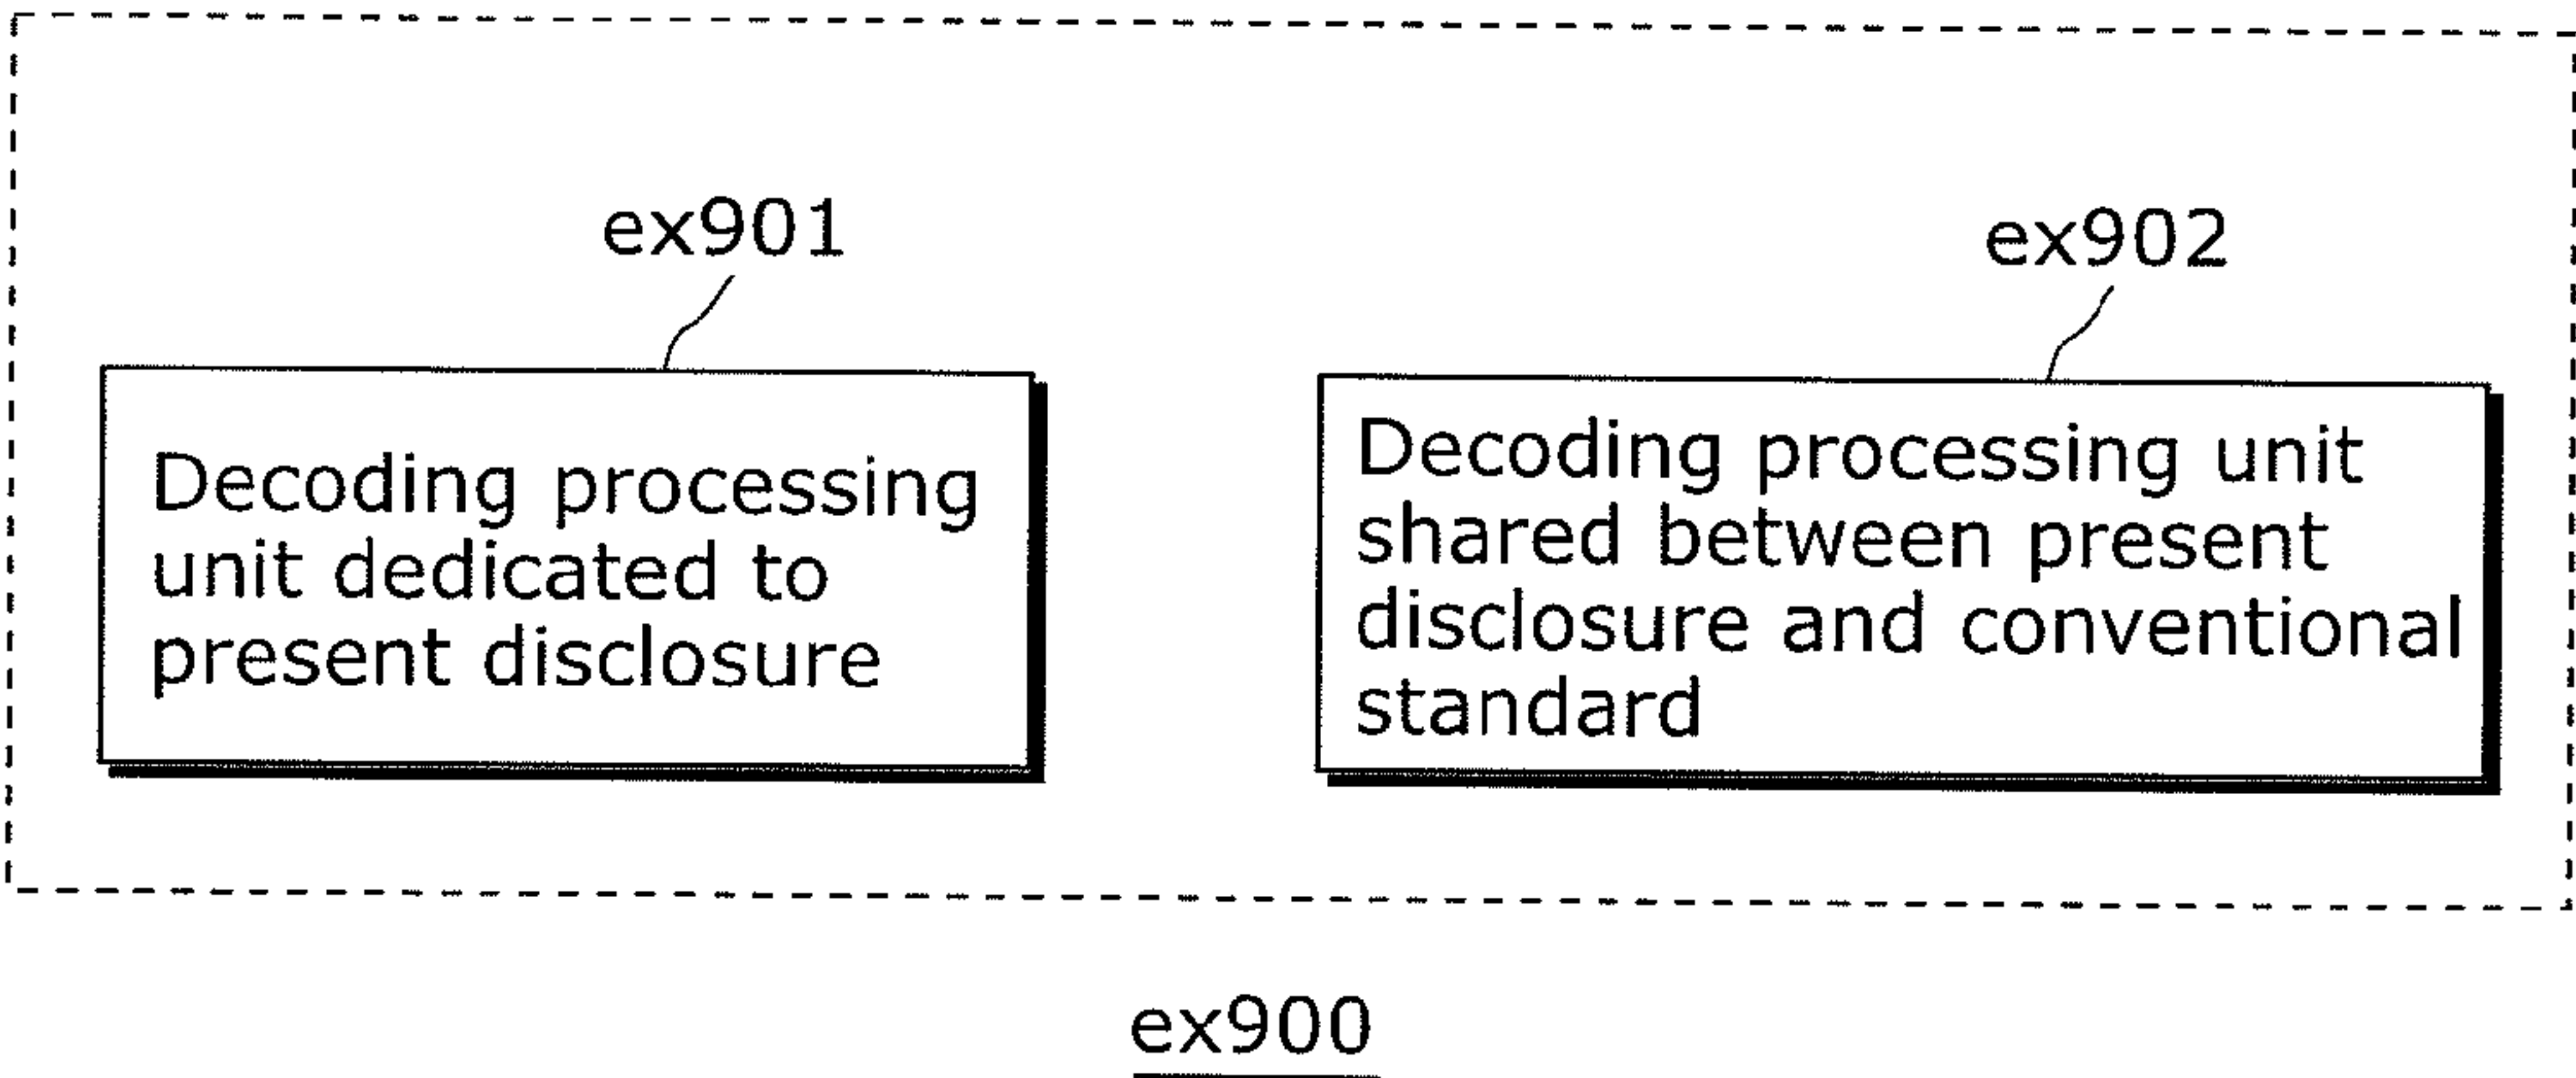 ex901
Decoding processing
unit dedicated to
present disclosure
ex902
Decoding processing unit
shared between present
disclosure and conventional
standard
ex900